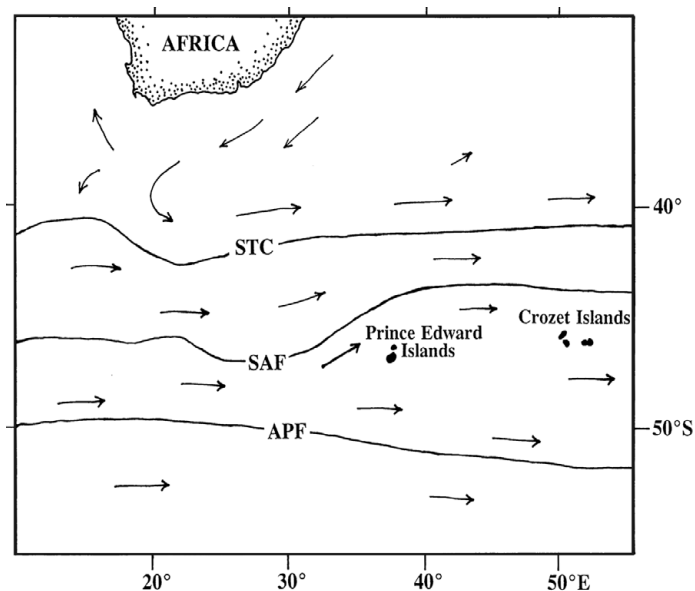 AFRICA
40°
STC
Crozet Islands
Prince Edward
Islands
SAF
APF
50°S
20°
30°
40°
50°E